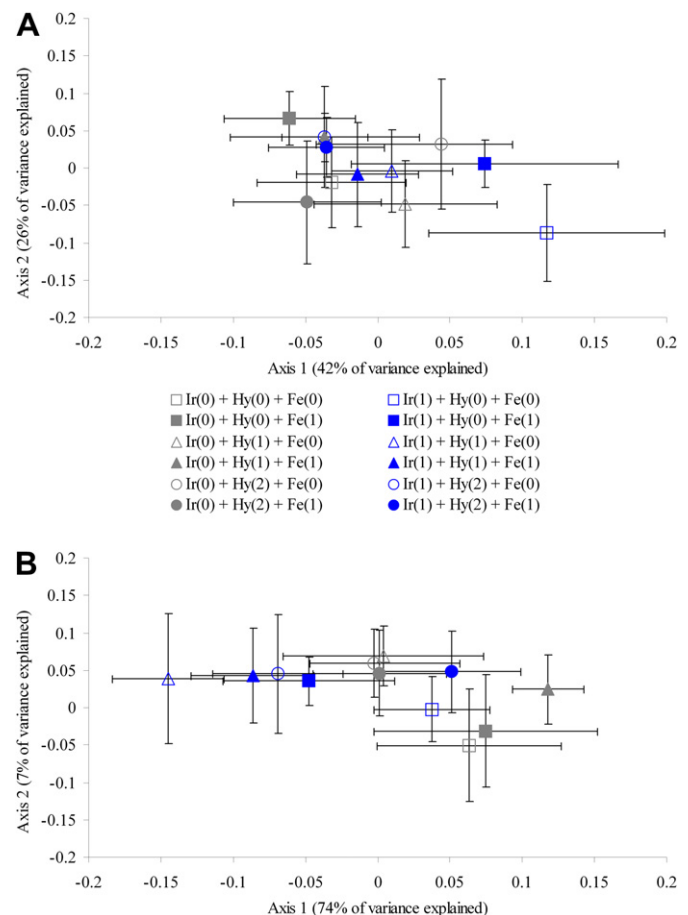 A
0.2
0.15
0.1
0.05
0
-0.05
-0.1
-0.15
-0.2
Axis 2 (26% of variance explained)
-0.2 -0.15 -0.1 -0.05 0 0.05 0.1 0.15 0.2
Axis 1 (42% of variance explained)
Ir(0) + Hy(0) + Fe(0) Ir(1) + Hy(0) + Fe(0)
Ir(0) + Hy(0) + Fe(1) Ir(1) + Hy(0) + Fe(1)
Ir(0) + Hy(1) + Fe(0) Ir(1) + Hy(1) + Fe(0)
Ir(0) + Hy(1) + Fe(1) Ir(1) + Hy(1) + Fe(1)
Ir(0) + Hy(2) + Fe(0) Ir(1) + Hy(2) + Fe(0)
Ir(0) + Hy(2) + Fe(1) Ir(1) + Hy(2) + Fe(1)
B
0.2
0.15
0.1
0.05
0
-0.05
-0.1
-0.15
-0.2
Axis 2 (7% of variance explained)
-0.2 -0.15 -0.1 -0.05 0 0.05 0.1 0.15 0.2
Axis 1 (74% of variance explained)